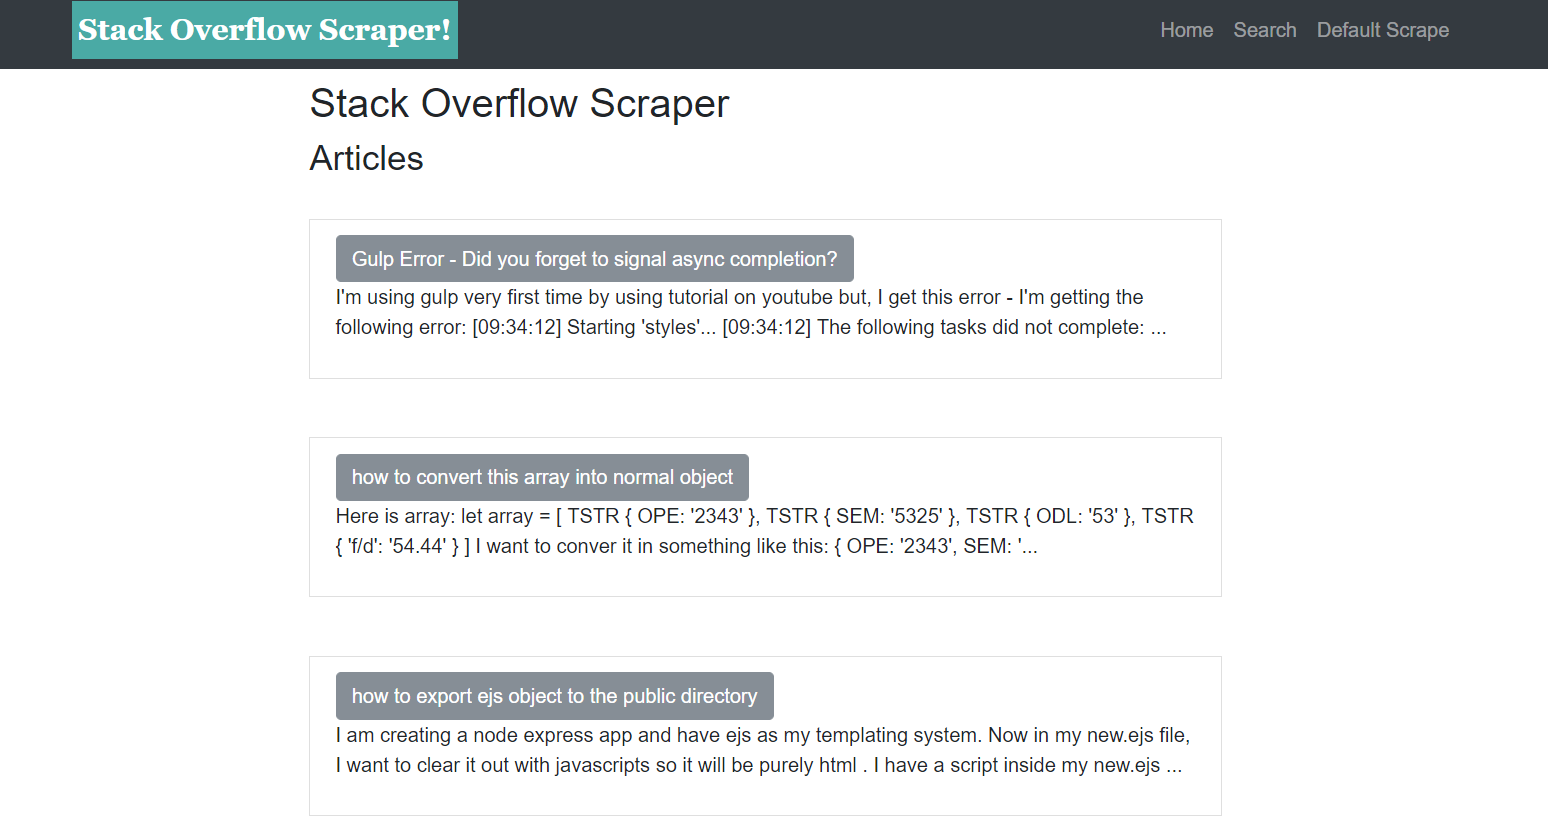 Stack Overflow Scraper!
Home Search Default Scrape
Stack Overflow Scraper
Articles
Gulp Error - Did you forget to signal async completion?
I'm using gulp very first time by using tutorial on youtube but, I get this error - I'm getting the
following error: [09:34:12] Starting 'styles'... [09:34:12] The following tasks did not complete: ...
how to convert this array into normal object
Here is array: let array = [ TSTR { OPE: '2343' }, TSTR { SEM: '5325' }, TSTR { ODL: '53' }, TSTR
{ 'f/d': '54.44' } ] I want to conver it in something like this: { OPE: '2343', SEM: '...
how to export ejs object to the public directory
I am creating a node express app and have ejs as my templating system. Now in my new.ejs file,
I want to clear it out with javascripts so it will be purely html . I have a script inside my new.ejs ...